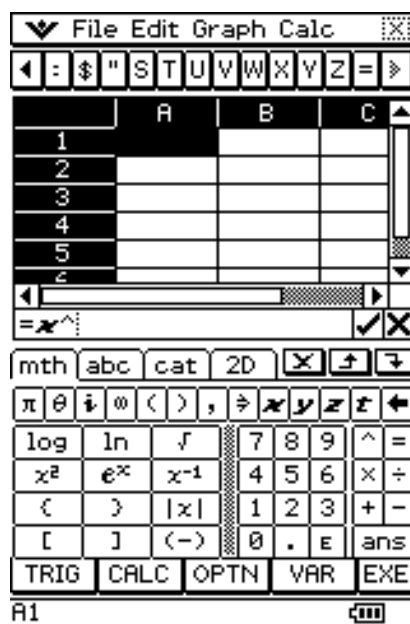 File Edit Graph Calc
: $ " S T U V W X Y Z = »
A B C
1
2
3
4
5
=x^
mth abc cat 2D
π θ i ∞ ( ) , ⇒ x y z t ←
log ln √ 7 8 9 ^ =
x² eˣ x⁻¹ 4 5 6 × ÷
( ) |x| 1 2 3 + −
[ ] (−) 0 . E ans
TRIG CALC OPTN VAR EXE
A1